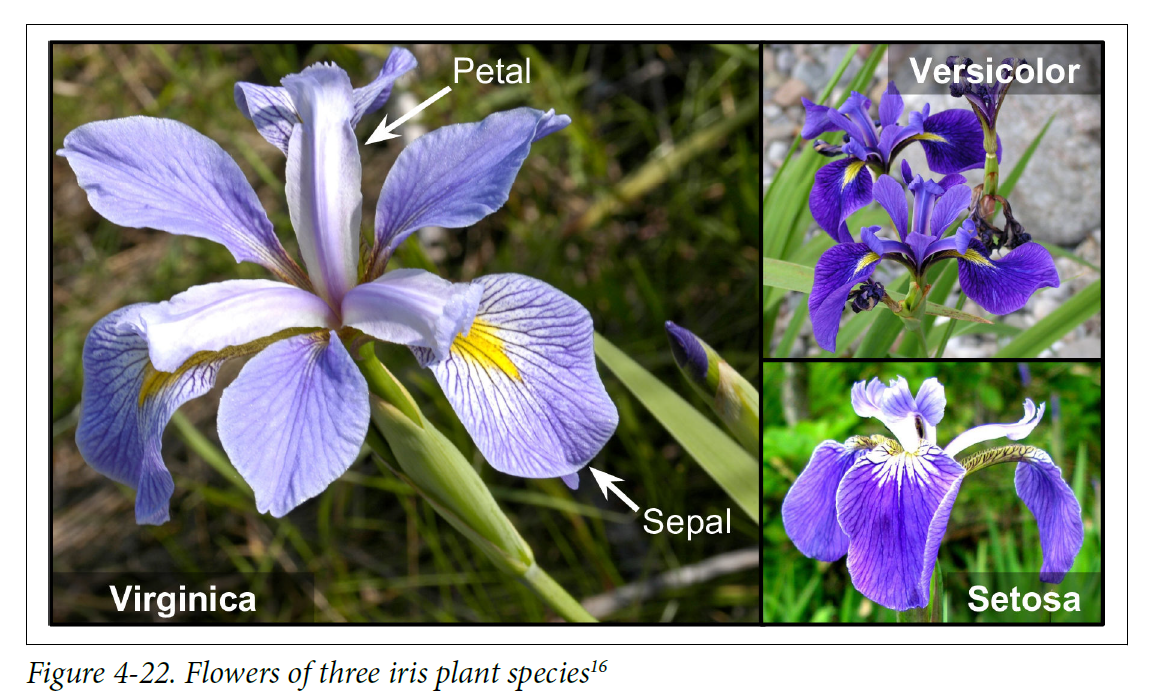 Petal
Versicolor
Sepal
Virginica
Setosa
Figure 4-22. Flowers of three iris plant species16